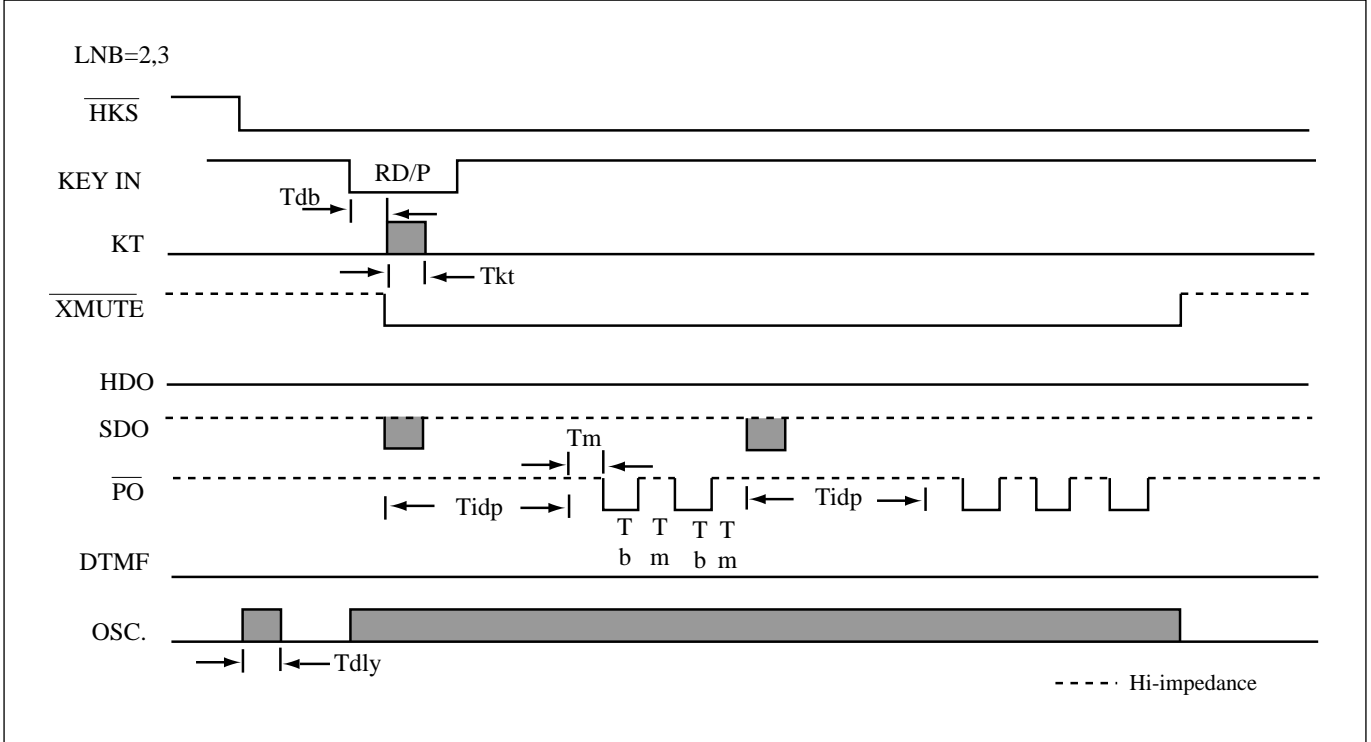 LNB=2,3
HKS
KEY IN
RD/P
Tdb
KT
Tkt
XMUTE
HDO
SDO
Tm
PO
Tidp
Tidp
T T T T
b m b m
DTMF
OSC.
Tdly
Hi-impedance